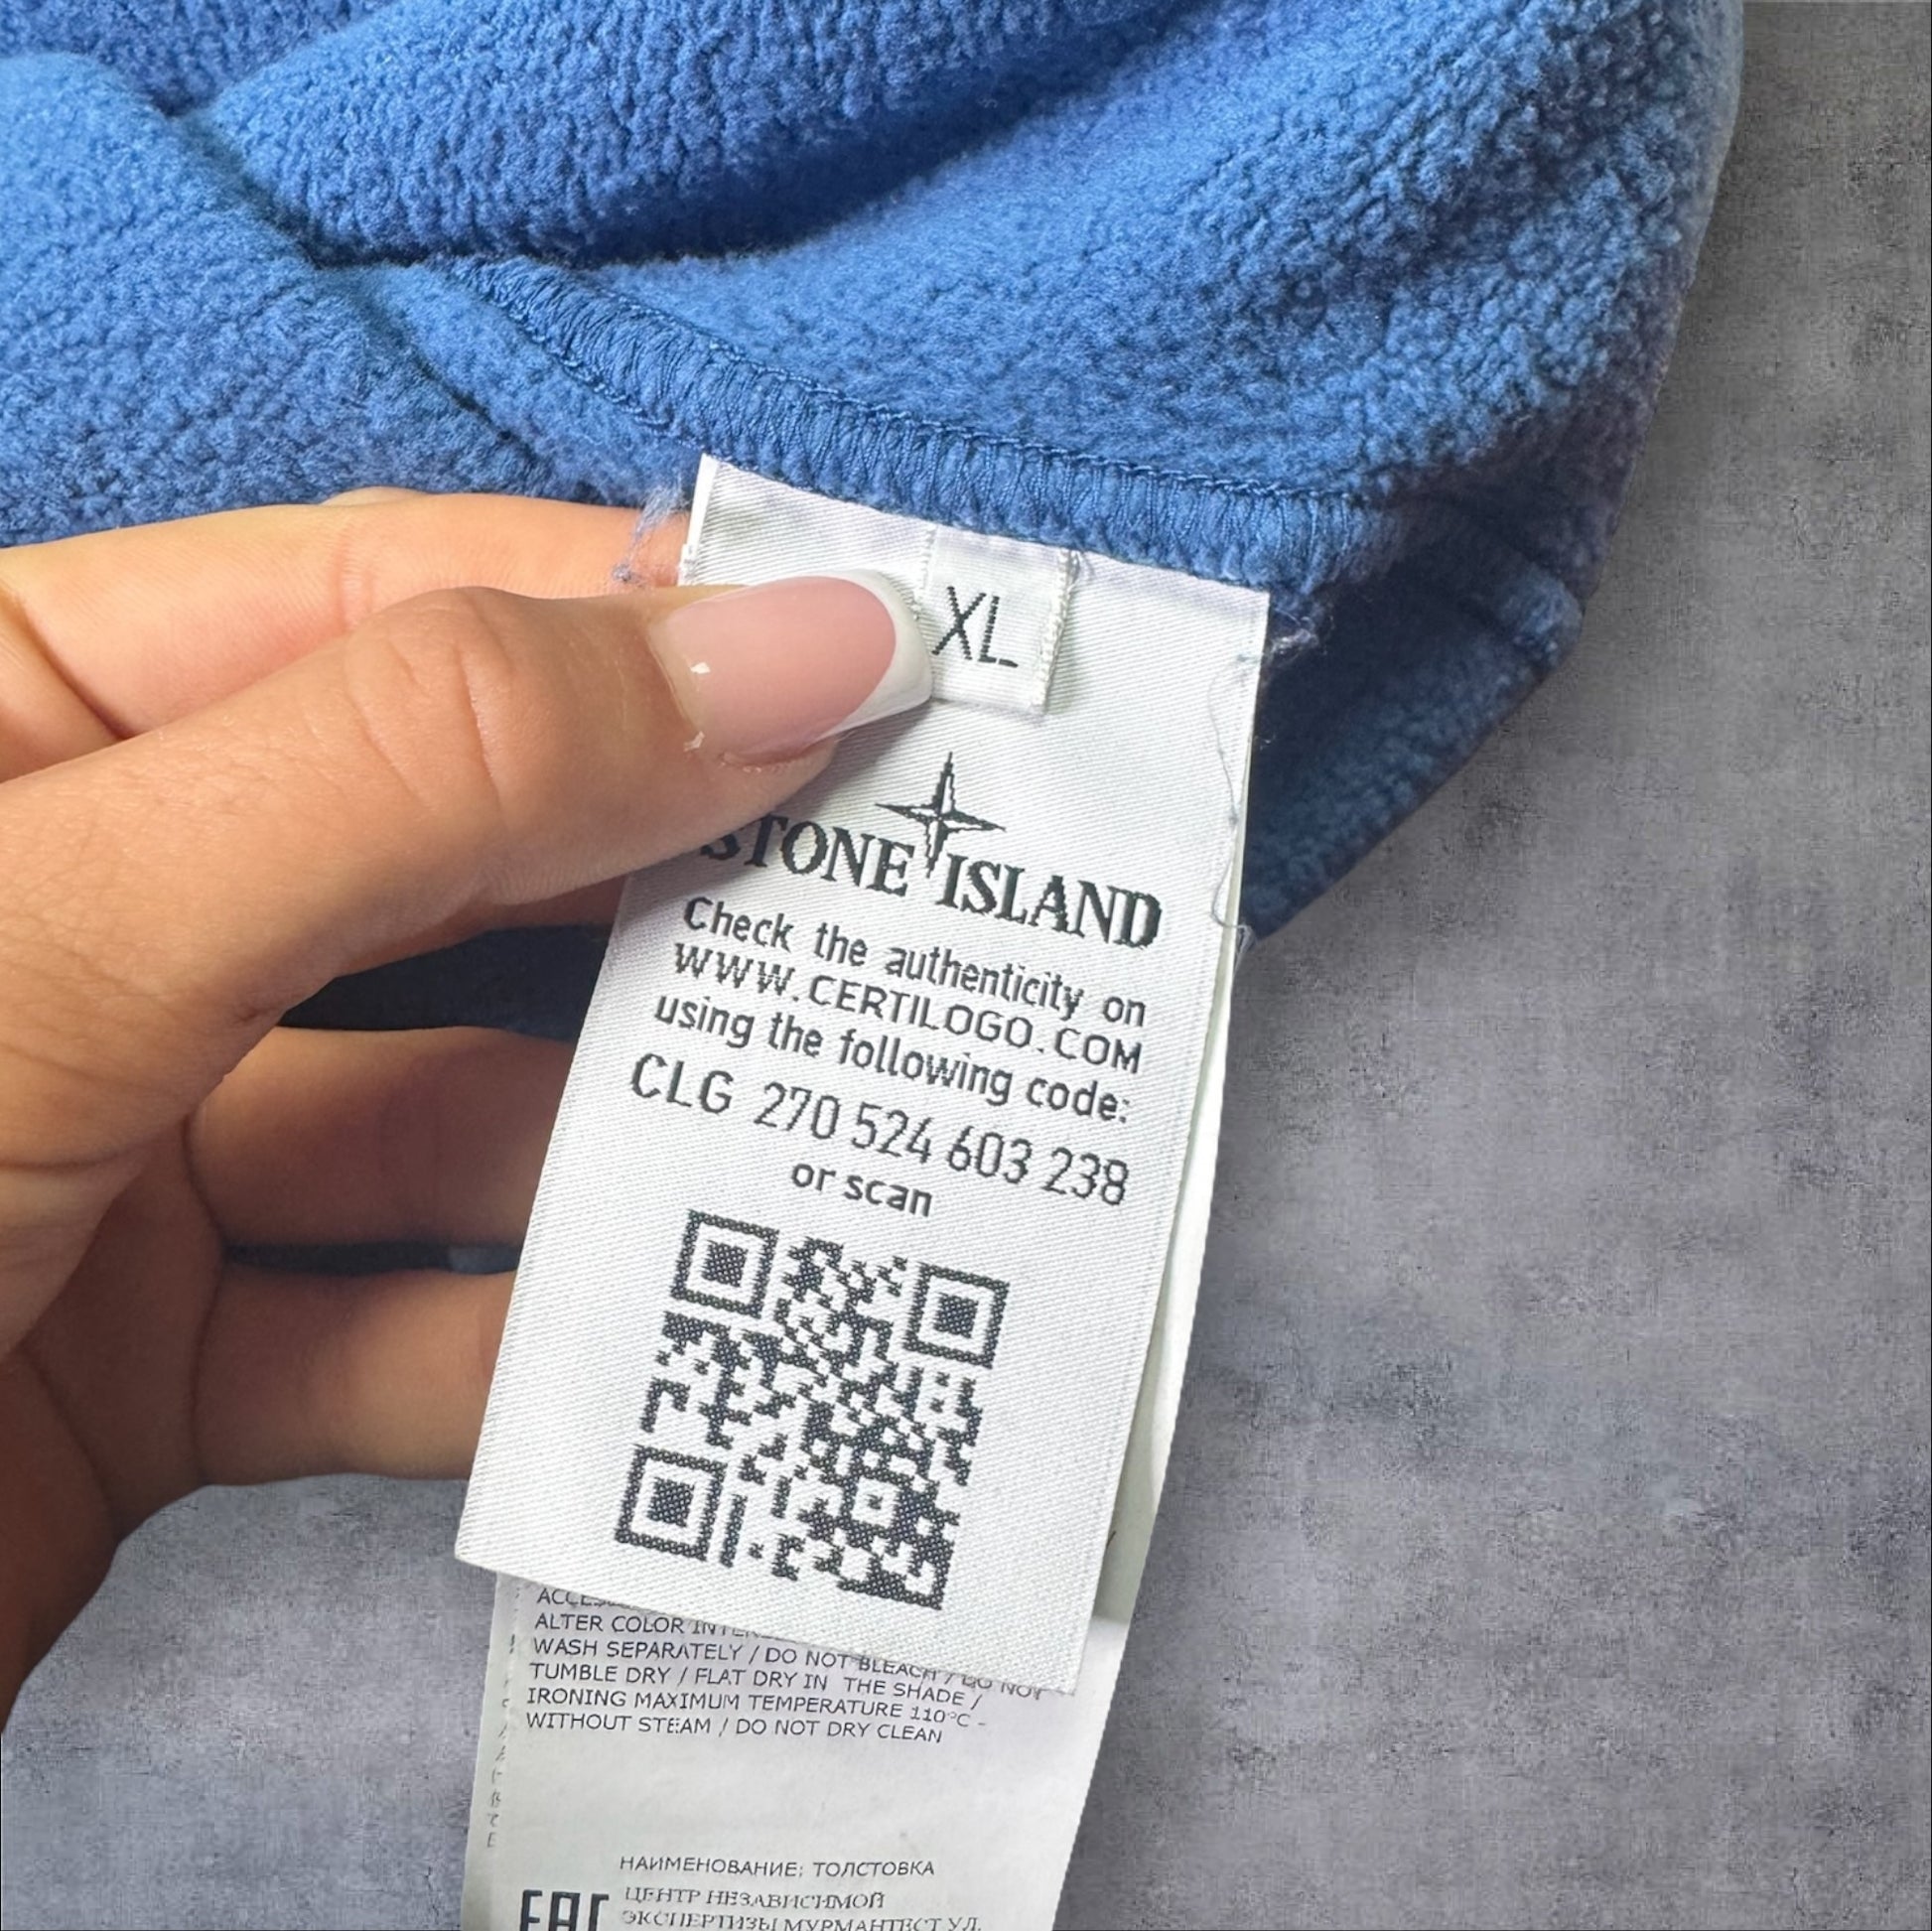 XL
STONE ISLAND
Check the authenticity on
WWW.CERTILOGO.COM
using the following code:
CLG 270 524 603 238
or scan
ALTER COLOR
WASH SEPARATELY / DO NOT BLEACH / DO NOT
TUMBLE DRY / FLAT DRY IN THE SHADE /
IRONING MAXIMUM TEMPERATURE 110°C -
WITHOUT STEAM / DO NOT DRY CLEAN
НАИМЕНОВАНИЕ: ТОЛСТОВКА
EAC
ЦЕНТР НЕЗАВИСИМОЙ
ЭКСПЕРТИЗЫ МУРМАНТЕСТ УЛ.